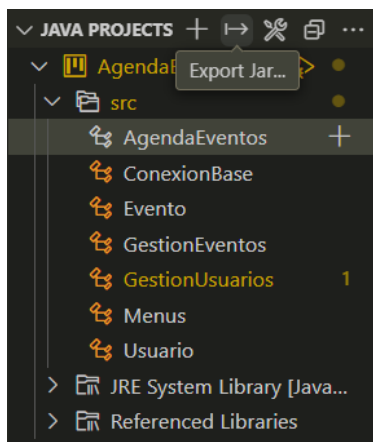 JAVA PROJECTS
AgendaE
Export Jar...
src
AgendaEventos
ConexionBase
Evento
GestionEventos
GestionUsuarios 1
Menus
Usuario
JRE System Library [Java...
Referenced Libraries